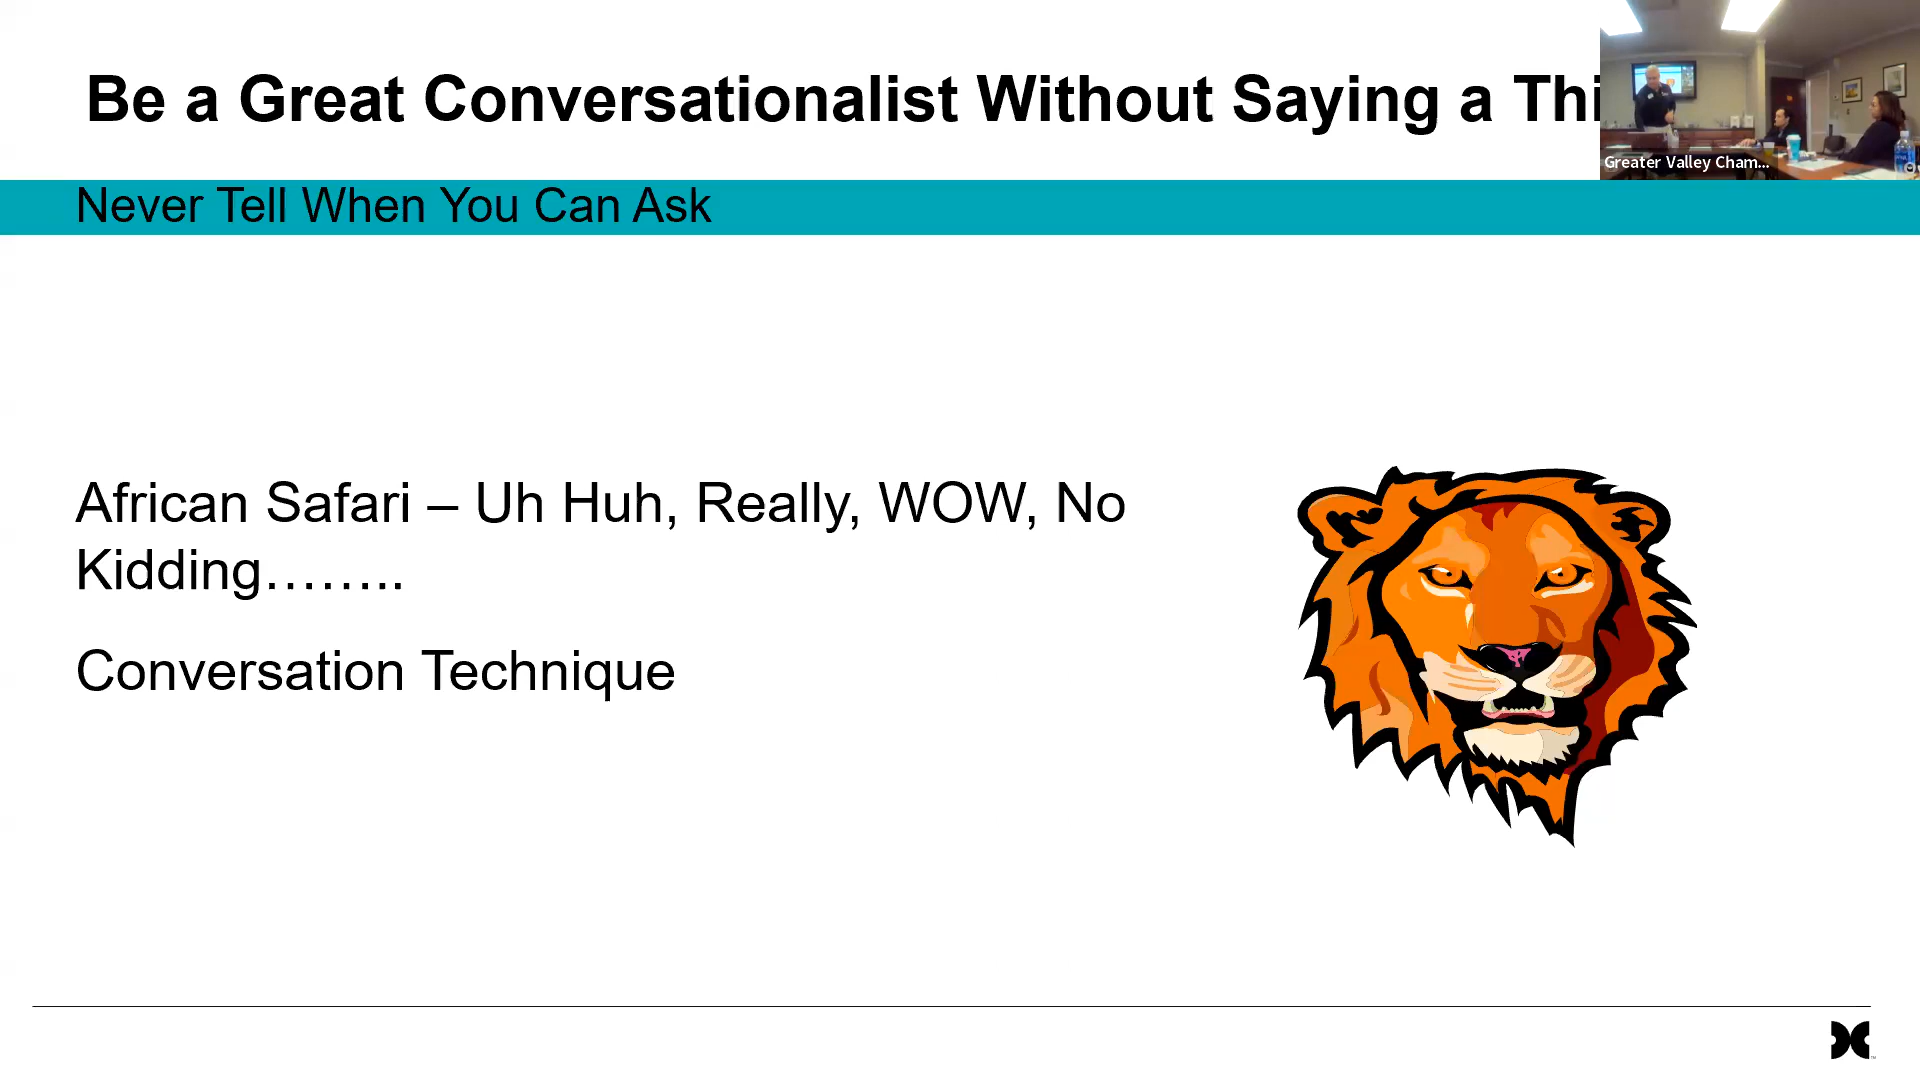 Be a Great Conversationalist Without Saying a Thi
Greater Valley Cham...
Never Tell When You Can Ask
African Safari – Uh Huh, Really, WOW, No
Kidding……..
Conversation Technique